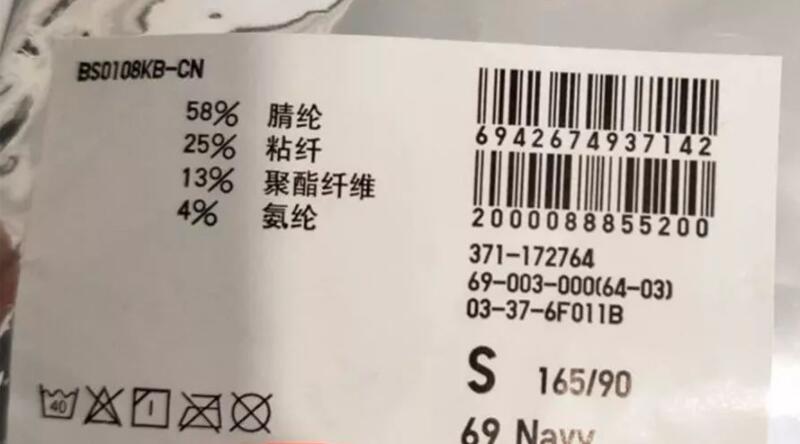 BS0108KB-CN
58% 腈纶
25% 粘纤
13% 聚酯纤维
4% 氨纶
40
6942674937142
2000088855200
371-172764
69-003-000(64-03)
03-37-6F011B
S 165/90
69 Navy